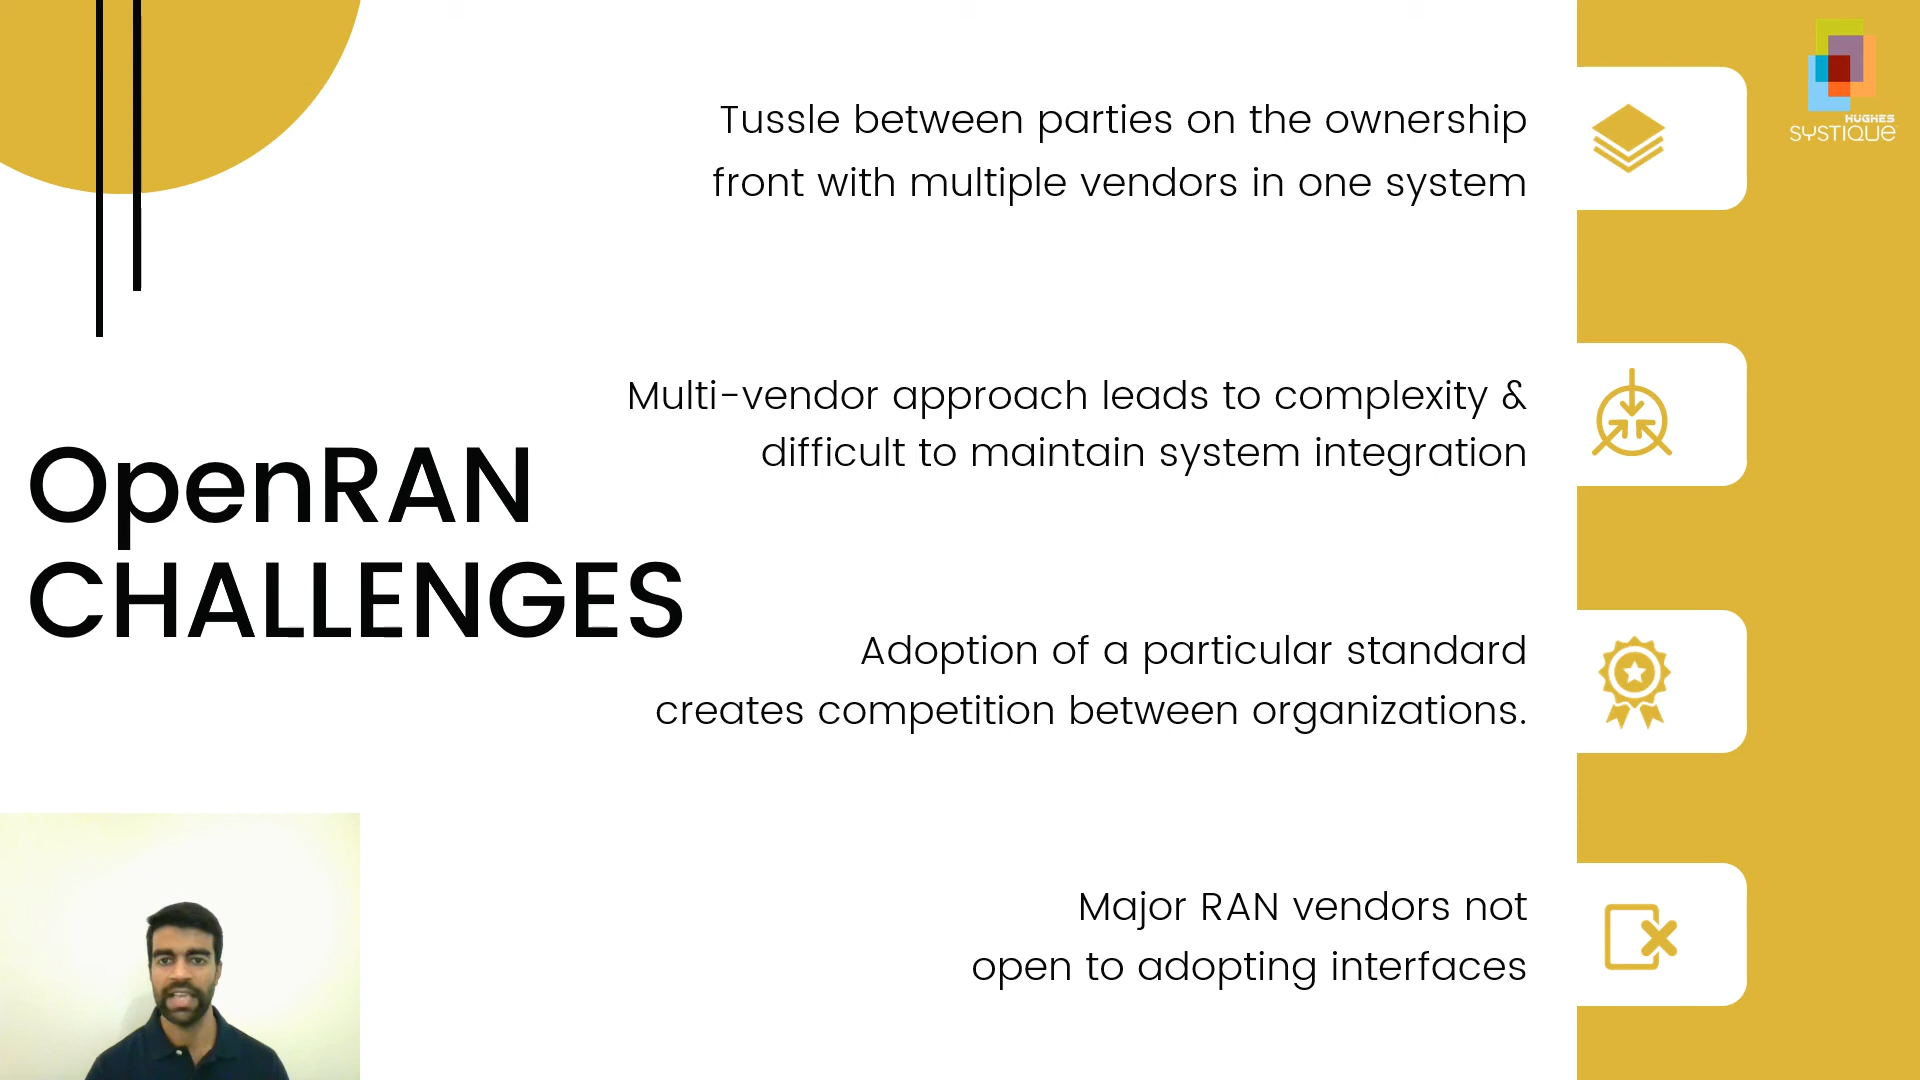 HUGHES
SYSTIQUE
Tussle between parties on the ownership
front with multiple vendors in one system
Multi-vendor approach leads to complexity &
difficult to maintain system integration
OpenRAN
CHALLENGES
Adoption of a particular standard
creates competition between organizations.
Major RAN vendors not
open to adopting interfaces